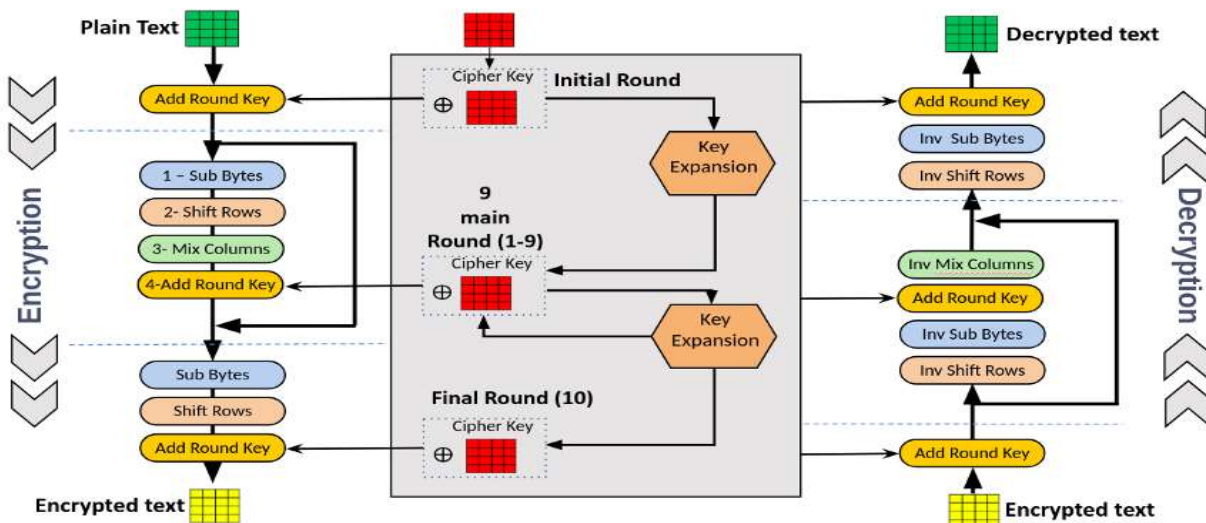 Plain Text
Add Round Key
1 – Sub Bytes
2- Shift Rows
3- Mix Columns
4-Add Round Key
Sub Bytes
Shift Rows
Add Round Key
Encrypted text
Encryption
Cipher Key
⊕
Initial Round
Key
Expansion
9
main
Round (1-9)
Cipher Key
⊕
Key
Expansion
Final Round (10)
Cipher Key
⊕
Decrypted text
Add Round Key
Inv Sub Bytes
Inv Shift Rows
Inv Mix Columns
Add Round Key
Inv Sub Bytes
Inv Shift Rows
Add Round Key
Encrypted text
Decryption